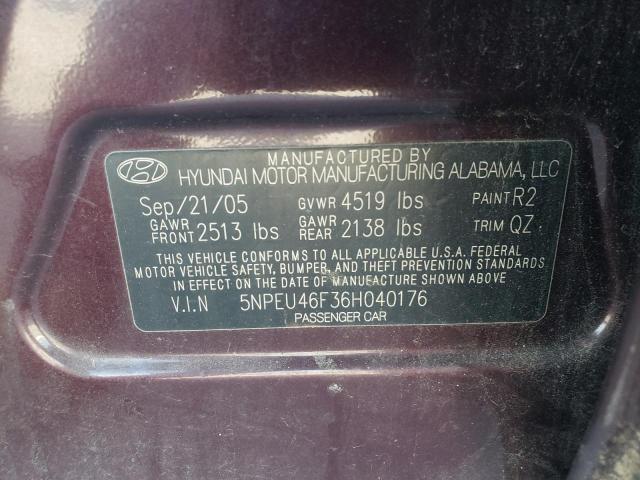 MANUFACTURED BY
HYUNDAI MOTOR MANUFACTURING ALABAMA, LLC
Sep/21/05 GVWR 4519 lbs PAINT R2
GAWR FRONT 2513 lbs GAWR REAR 2138 lbs TRIM QZ
THIS VEHICLE CONFORMS TO ALL APPLICABLE U.S.A. FEDERAL
MOTOR VEHICLE SAFETY, BUMPER, AND THEFT PREVENTION STANDARDS
IN EFFECT ON THE DATE OF MANUFACTURE SHOWN ABOVE
V.I.N 5NPEU46F36H040176
PASSENGER CAR